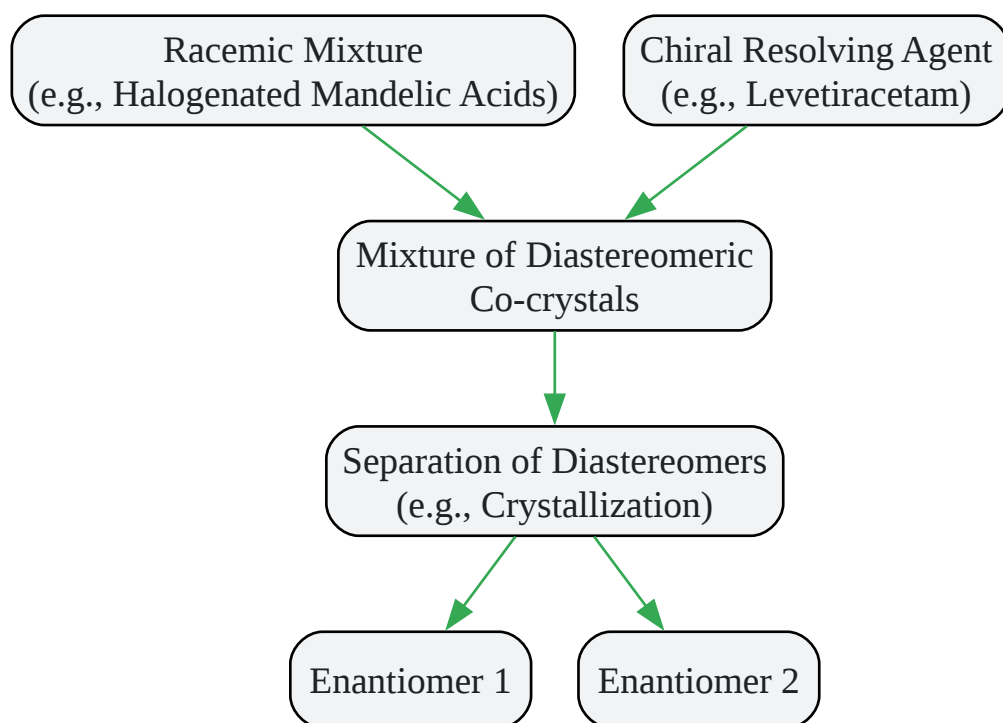 Racemic Mixture
(e.g., Halogenated Mandelic Acids)
Chiral Resolving Agent
(e.g., Levetiracetam)
Mixture of Diastereomeric
Co-crystals
Separation of Diastereomers
(e.g., Crystallization)
Enantiomer 1
Enantiomer 2